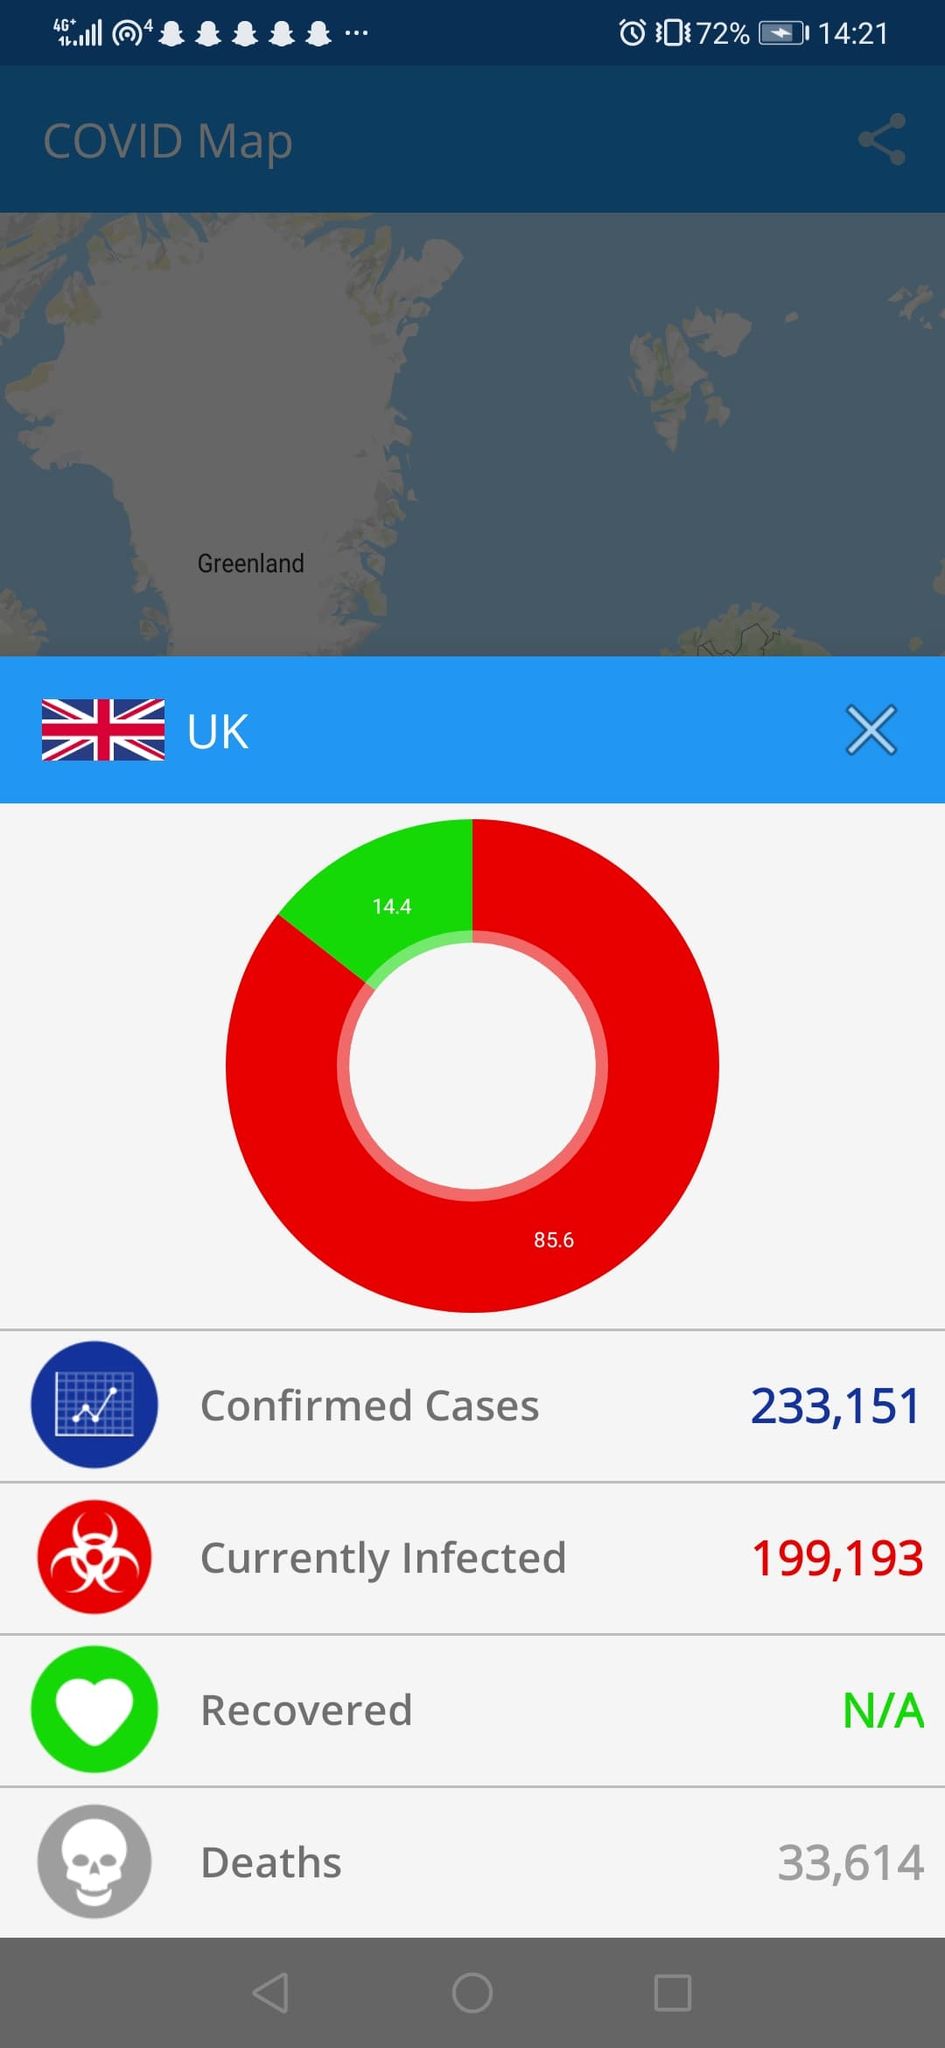 4G+ 4 72% 14:21
COVID Map
Greenland
UK
14.4
85.6
Confirmed Cases 233,151
Currently Infected 199,193
Recovered N/A
Deaths 33,614